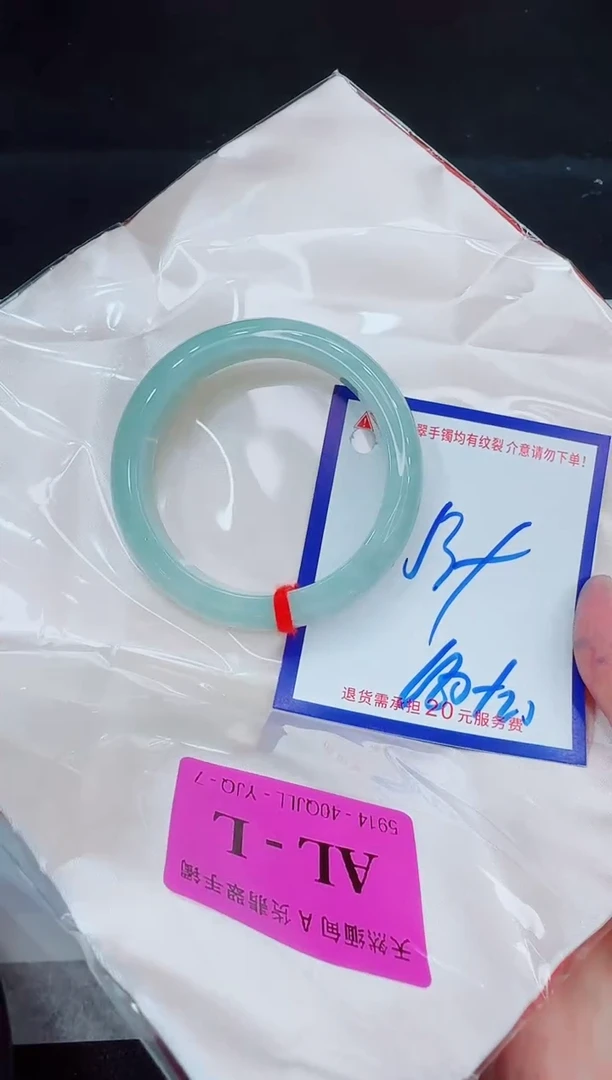 翠手镯均有纹裂 介意请勿下单!
退货需承担20元服务费
天然缅甸A货翡翠手镯
AL-L
5914-40QJLL-YJQ-7